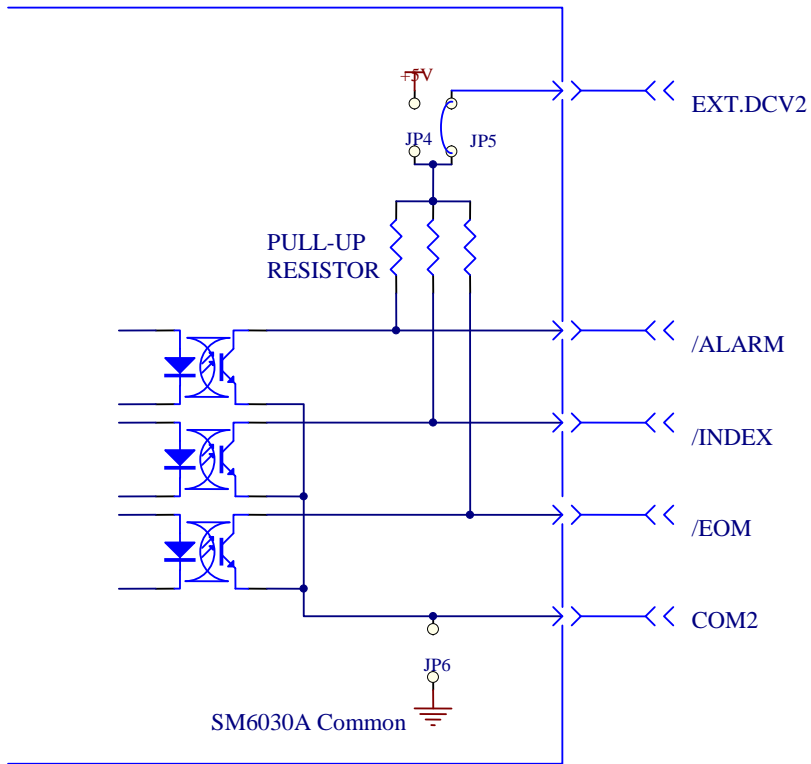 +5V
EXT.DCV2
JP4
JP5
PULL-UP
RESISTOR
/ALARM
/INDEX
/EOM
COM2
JP6
SM6030A Common